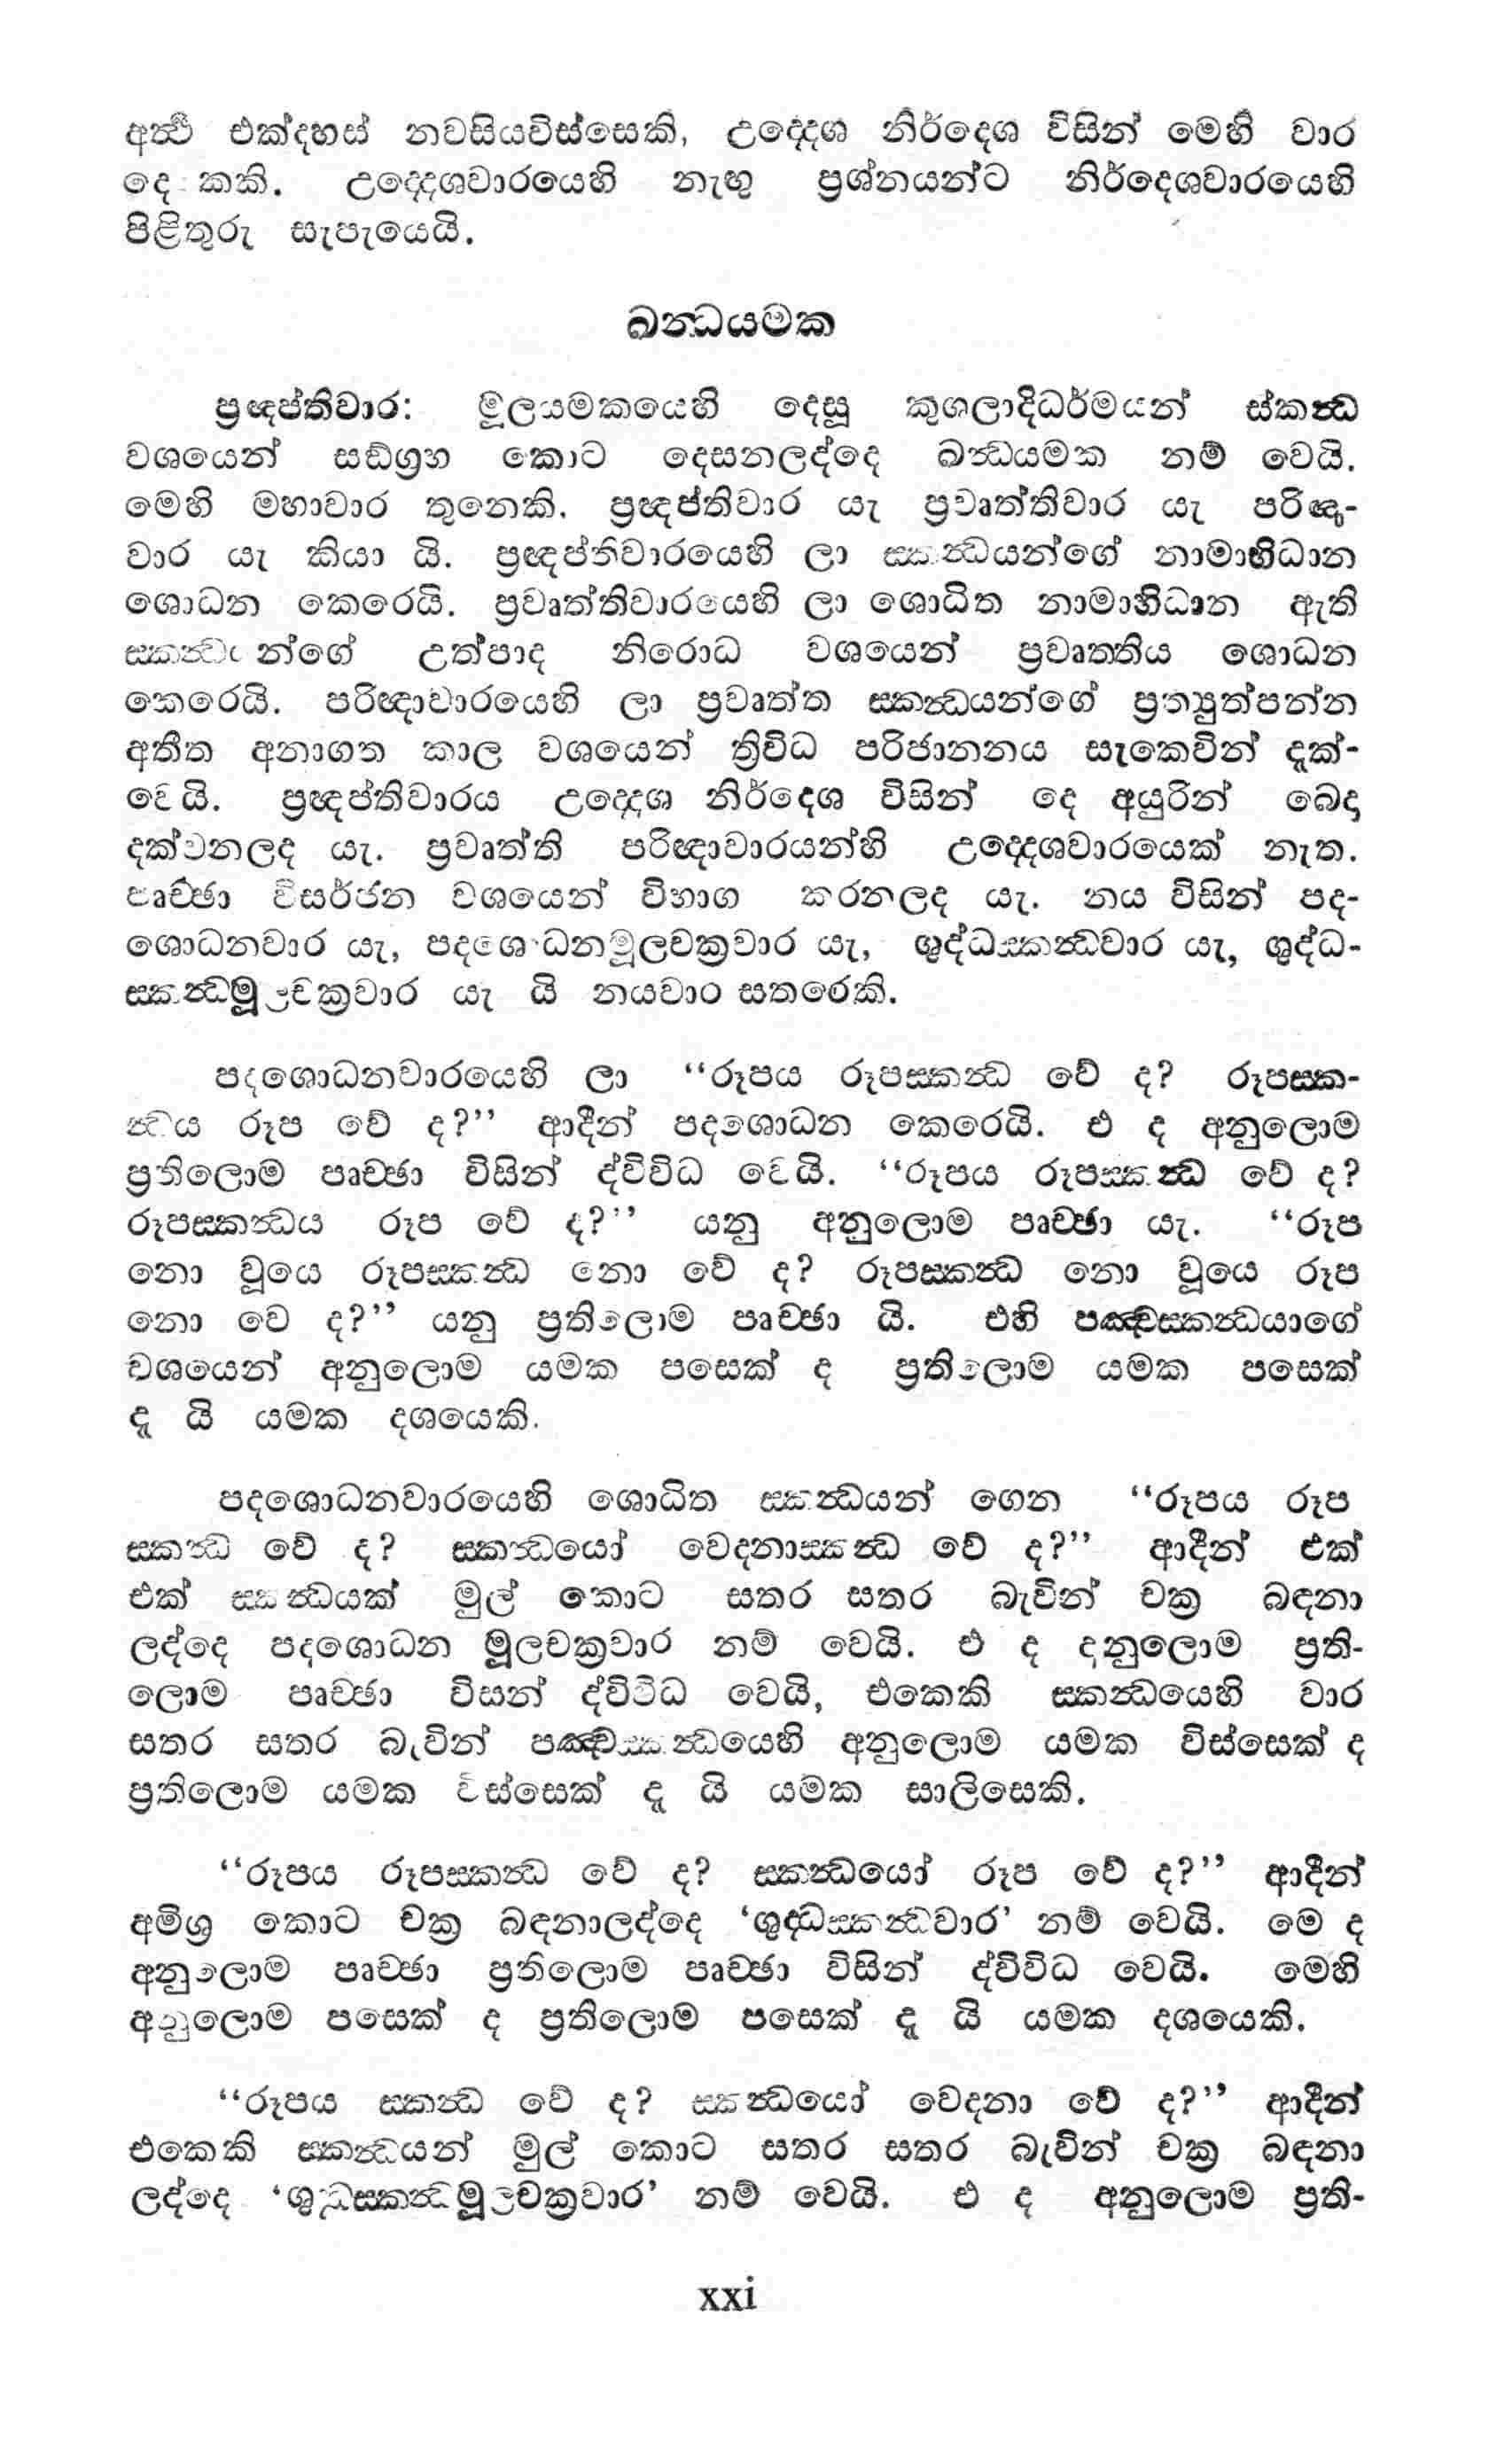 අර්‍ත්‍ථ එක්දහස් නවසියවිස්සෙකි, උද්දෙශ නිර්දෙශ විසින් මෙහි වාර
දෙකකි. උද්දෙශවාරයෙහි නැඟූ ප්‍රශ්නයන්ට නිර්දෙශවාරයෙහි
පිළිතුරු සැපැයෙයි.
ඛන්‍ධයමක
ප්‍රඥප්තිවාර: මූලයමකයෙහි දෙසූ කුශලාදිධර්මයන් ස්කන්‍ධ
වශයෙන් සඞ්ග්‍රහ කොට දෙසනලද්දෙ ඛන්‍ධයමක නම් වෙයි.
මෙහි මහාවාර තුනෙකි. ප්‍රඥප්තිවාර යැ ප්‍රවෘත්තිවාර යැ පරිඥා-
වාර යැ කියා යි. ප්‍රඥප්තිවාරයෙහි ලා ස්කන්‍ධයන්ගේ නාමාභිධාන
ශොධන කෙරෙයි. ප්‍රවෘත්තිවාරයෙහි ලා ශොධිත නාමාභිධාන ඇති
ස්කන්‍ධයන්ගේ උත්පාද නිරොධ වශයෙන් ප්‍රවෘත්තිය ශොධන
කෙරෙයි. පරිඥාවාරයෙහි ලා ප්‍රවෘත්ත ස්කන්‍ධයන්ගේ ප්‍රත්‍යුත්පන්න
අතීත අනාගත කාල වශයෙන් ත්‍රිවිධ පරිජානනය සැකෙවින් දැක්-
වෙයි. ප්‍රඥප්තිවාරය උද්දෙශ නිර්දෙශ විසින් දෙ අයුරින් බෙදා
දක්වනලද යැ. ප්‍රවෘත්ති පරිඥාවාරයන්හි උද්දෙශවාරයෙක් නැත.
පෘච්ඡා විසර්ජන වශයෙන් විභාග කරනලද යැ. නය විසින් පද-
ශොධනවාර යැ, පදශොධනමූලචක්‍රවාර යැ, ශුද්ධස්කන්‍ධවාර යැ, ශුද්ධ-
ස්කන්‍ධමූලචක්‍රවාර යැ යි නයවාර සතරෙකි.
පදශොධනවාරයෙහි ලා “රූපය රූපස්කන්‍ධ වේ ද? රූපස්ක-
න්‍ධය රූප වේ ද?” ආදීන් පදශොධන කෙරෙයි. එ ද අනුලොම
ප්‍රතිලොම පෘච්ඡා විසින් ද්විවිධ වෙයි. “රූපය රූපස්කන්‍ධ වේ ද?
රූපස්කන්‍ධය රූප වේ ද?” යනු අනුලොම පෘච්ඡා යැ. “රූප
නො වූයෙ රූපස්කන්‍ධ නො වේ ද? රූපස්කන්‍ධ නො වූයෙ රූප
නො වෙ ද?” යනු ප්‍රතිලොම පෘච්ඡා යි. එහි පඤ්චස්කන්‍ධයාගේ
වශයෙන් අනුලොම යමක පසෙක් ද ප්‍රතිලොම යමක පසෙක්
ද යි යමක දශයෙකි.
පදශොධනවාරයෙහි ශොධිත ස්කන්‍ධයන් ගෙන “රූපය රූප
ස්කන්‍ධ වේ ද? ස්කන්‍ධයෝ වෙදනාස්කන්‍ධ වේ ද?” ආදීන් එක්
එක් ස්කන්‍ධයක් මුල් කොට සතර සතර බැවින් චක්‍ර බඳනා
ලද්දෙ පදශොධන මූලචක්‍රවාර නම් වෙයි. එ ද දනුලොම ප්‍රති-
ලොම පෘච්ඡා විසන් ද්විවිධ වෙයි, එකෙකි ස්කන්‍ධයෙහි වාර
සතර සතර බැවින් පඤ්චස්කන්‍ධයෙහි අනුලොම යමක විස්සෙක් ද
ප්‍රතිලොම යමක විස්සෙක් ද යි යමක සාලිසෙකි.
“රූපය රූපස්කන්‍ධ වේ ද? ස්කන්‍ධයෝ රූප වේ ද?” ආදීන්
අමිශ්‍ර කොට චක්‍ර බඳනාලද්දෙ ‘ශුද්ධස්කන්‍ධවාර’ නම් වෙයි. මෙ ද
අනුලොම පෘච්ඡා ප්‍රතිලොම පෘච්ඡා විසින් ද්විවිධ වෙයි. මෙහි
අනුලොම පසෙක් ද ප්‍රතිලොම පසෙක් ද යි යමක දශයෙකි.
“රූපය ස්කන්‍ධ වේ ද? ස්කන්‍ධයෝ වෙදනා වේ ද?” ආදීන්
එකෙකි ස්කන්‍ධයන් මුල් කොට සතර සතර බැවින් චක්‍ර බඳනා
ලද්දෙ ‘ශුද්ධස්කන්‍ධමූලචක්‍රවාර’ නම් වෙයි. එ ද අනුලොම ප්‍රති-
xxi